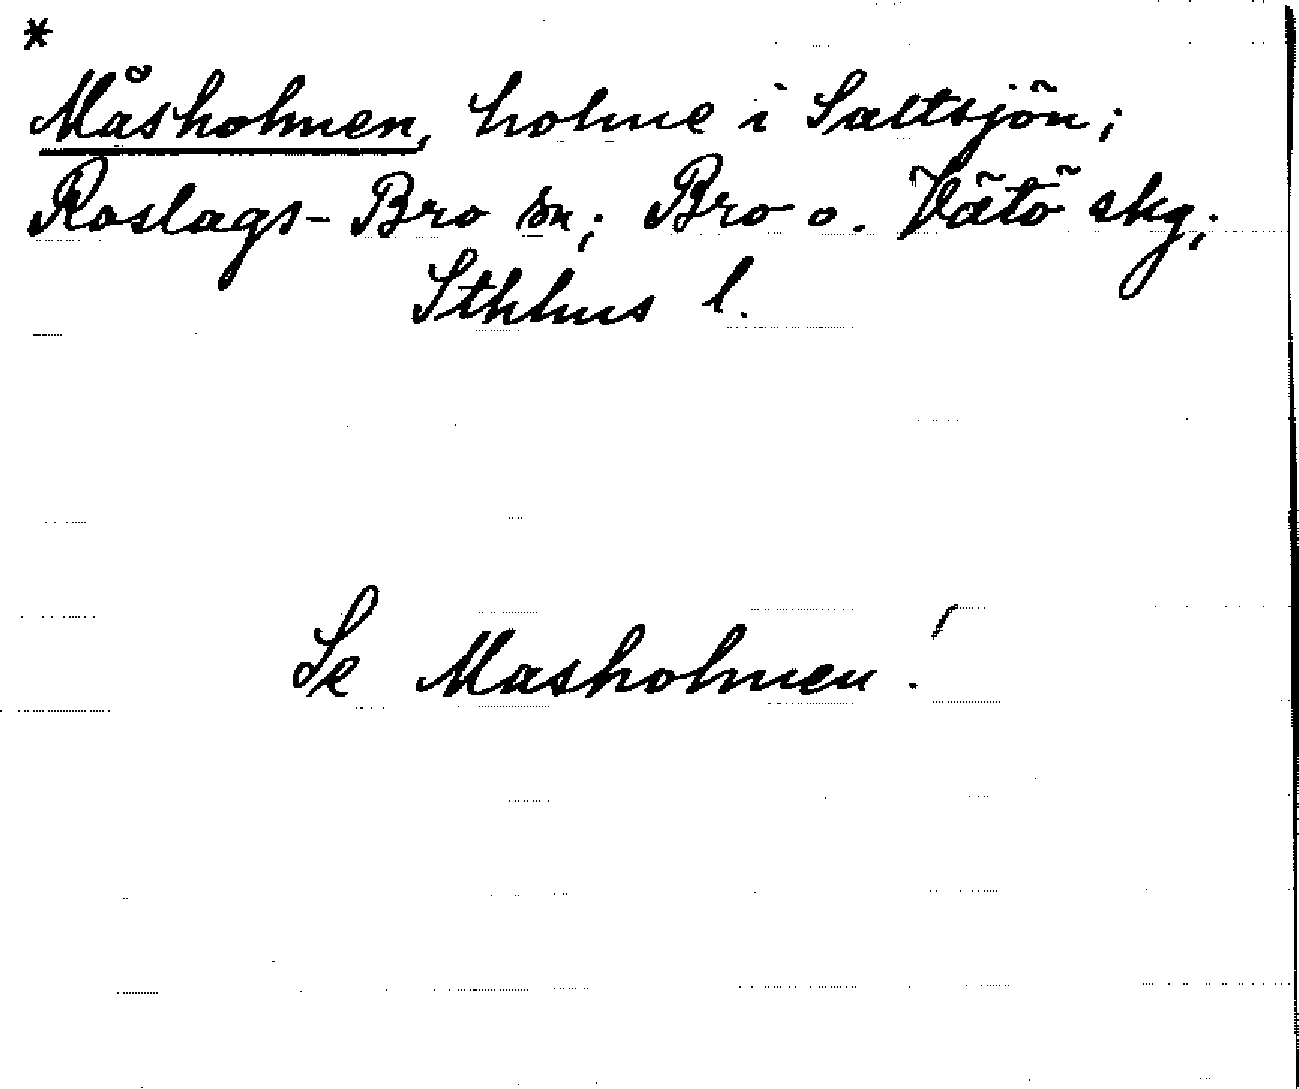 *
Måsholmen, holme i Saltsjön;
Roslags-Bro sn; Bro o. Vätö skg;
Sthlms l.
Se Masholmen!